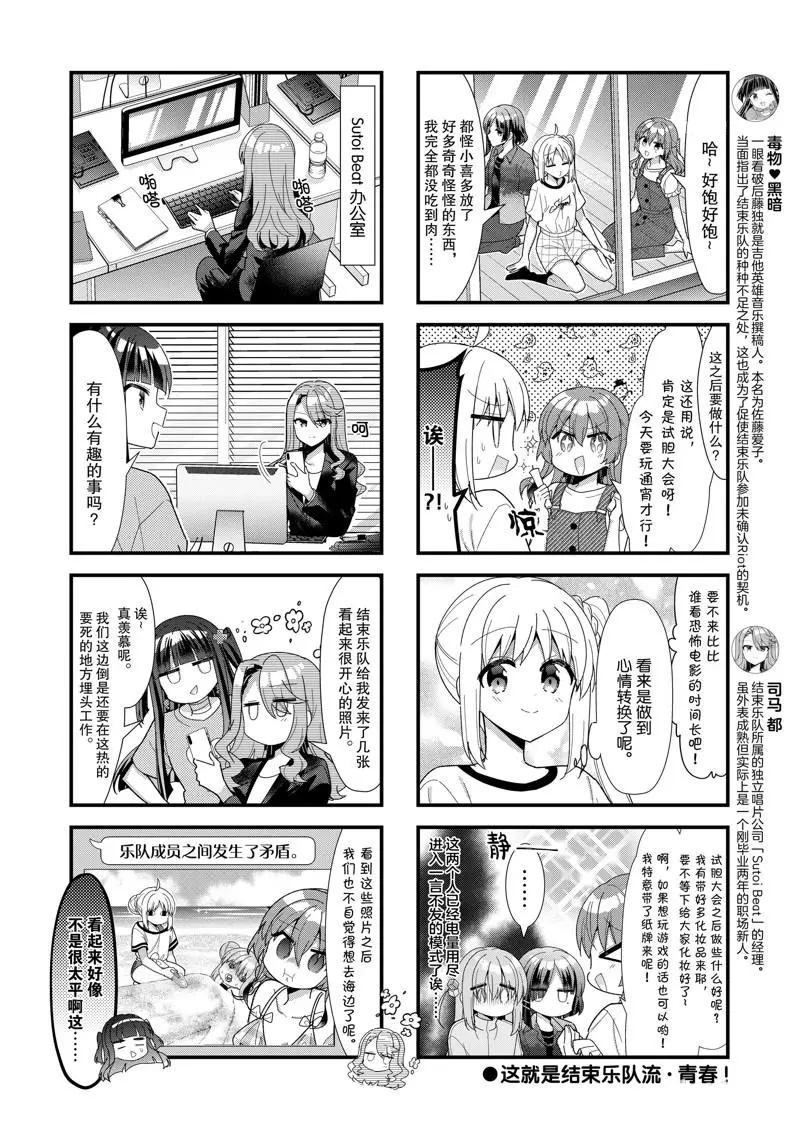 毒物♥黑暗
一眼看破后藤独就是吉他英雄音乐撰稿人。本名为佐藤爱子。
当面指出了结束乐队的种种不足之处，这也成为了促使结束乐队参加未确认Riot的契机。
司马 都
结束乐队所属的独立唱片公司「Sutoi Beat」的经理。
虽外表成熟但实际上是一个刚毕业两年的职场新人。
哈~好饱好饱~
都怪小喜多放了
好多奇奇怪怪的东西，
我完全都没吃到肉……
这之后要做什么？
这还用说，
肯定是试胆大会呀！
今天要玩通宵才行！
惊
诶——?!
要不来比比
谁看恐怖电影的时间长吧！
看来是做到
心情转换了呢。
试胆大会之后做些什么好呢？
我有带好多化妆品来耶，
要不等下给大家化妆好了~
啊，如果想玩游戏的话也可以哟！
我特意带了纸牌来呢！
……
静—
这两个人已经电量用尽
进入一言不发的模式了诶……
●这就是结束乐队流·青春！
Sutoi Beat 办公室
啪嗒
啪嗒
呵
有什么有趣的事吗？
结束乐队给我发来了几张
看起来很开心的照片。
诶~
真羡慕呢。
我们这边倒是还要在这热的
要死的地方埋头工作。
看到这些照片之后
我们也不自觉得想去海边了呢。
乐队成员之间发生了矛盾。
看起来好像
不是很太平啊这……